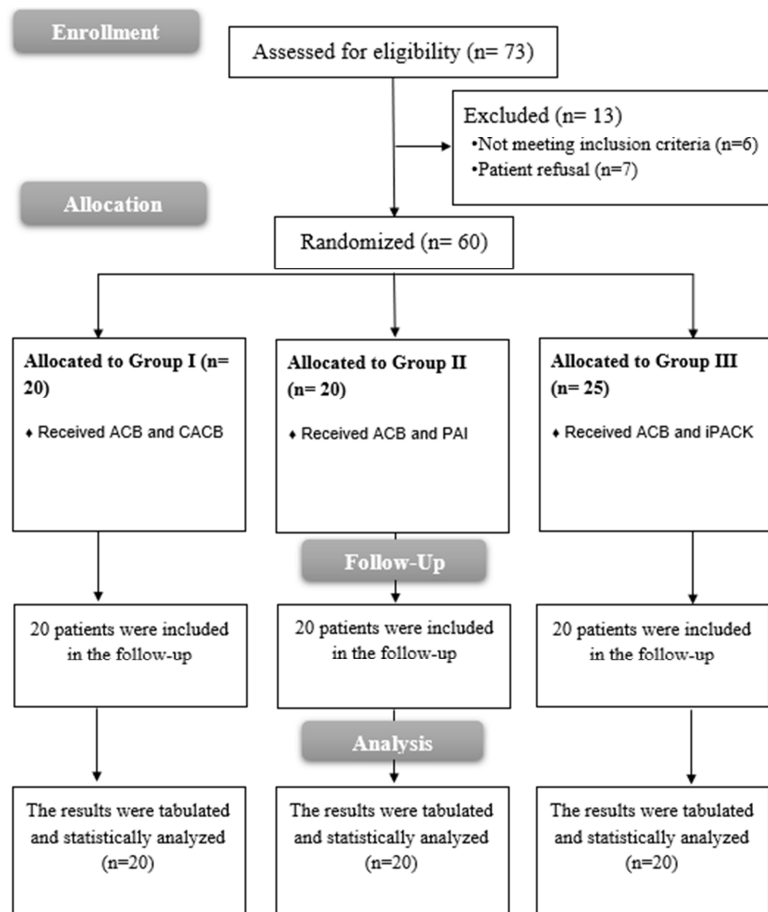 Enrollment
Assessed for eligibility (n= 73)
Excluded (n= 13)
•Not meeting inclusion criteria (n=6)
•Patient refusal (n=7)
Allocation
Randomized (n= 60)
Allocated to Group I (n=
20)
♦ Received ACB and CACB
Allocated to Group II
(n= 20)
♦ Received ACB and PAI
Allocated to Group III
(n= 25)
♦ Received ACB and iPACK
Follow-Up
20 patients were included
in the follow-up
20 patients were included
in the follow-up
20 patients were included
in the follow-up
Analysis
The results were tabulated
and statistically analyzed
(n=20)
The results were tabulated
and statistically analyzed
(n=20)
The results were tabulated
and statistically analyzed
(n=20)